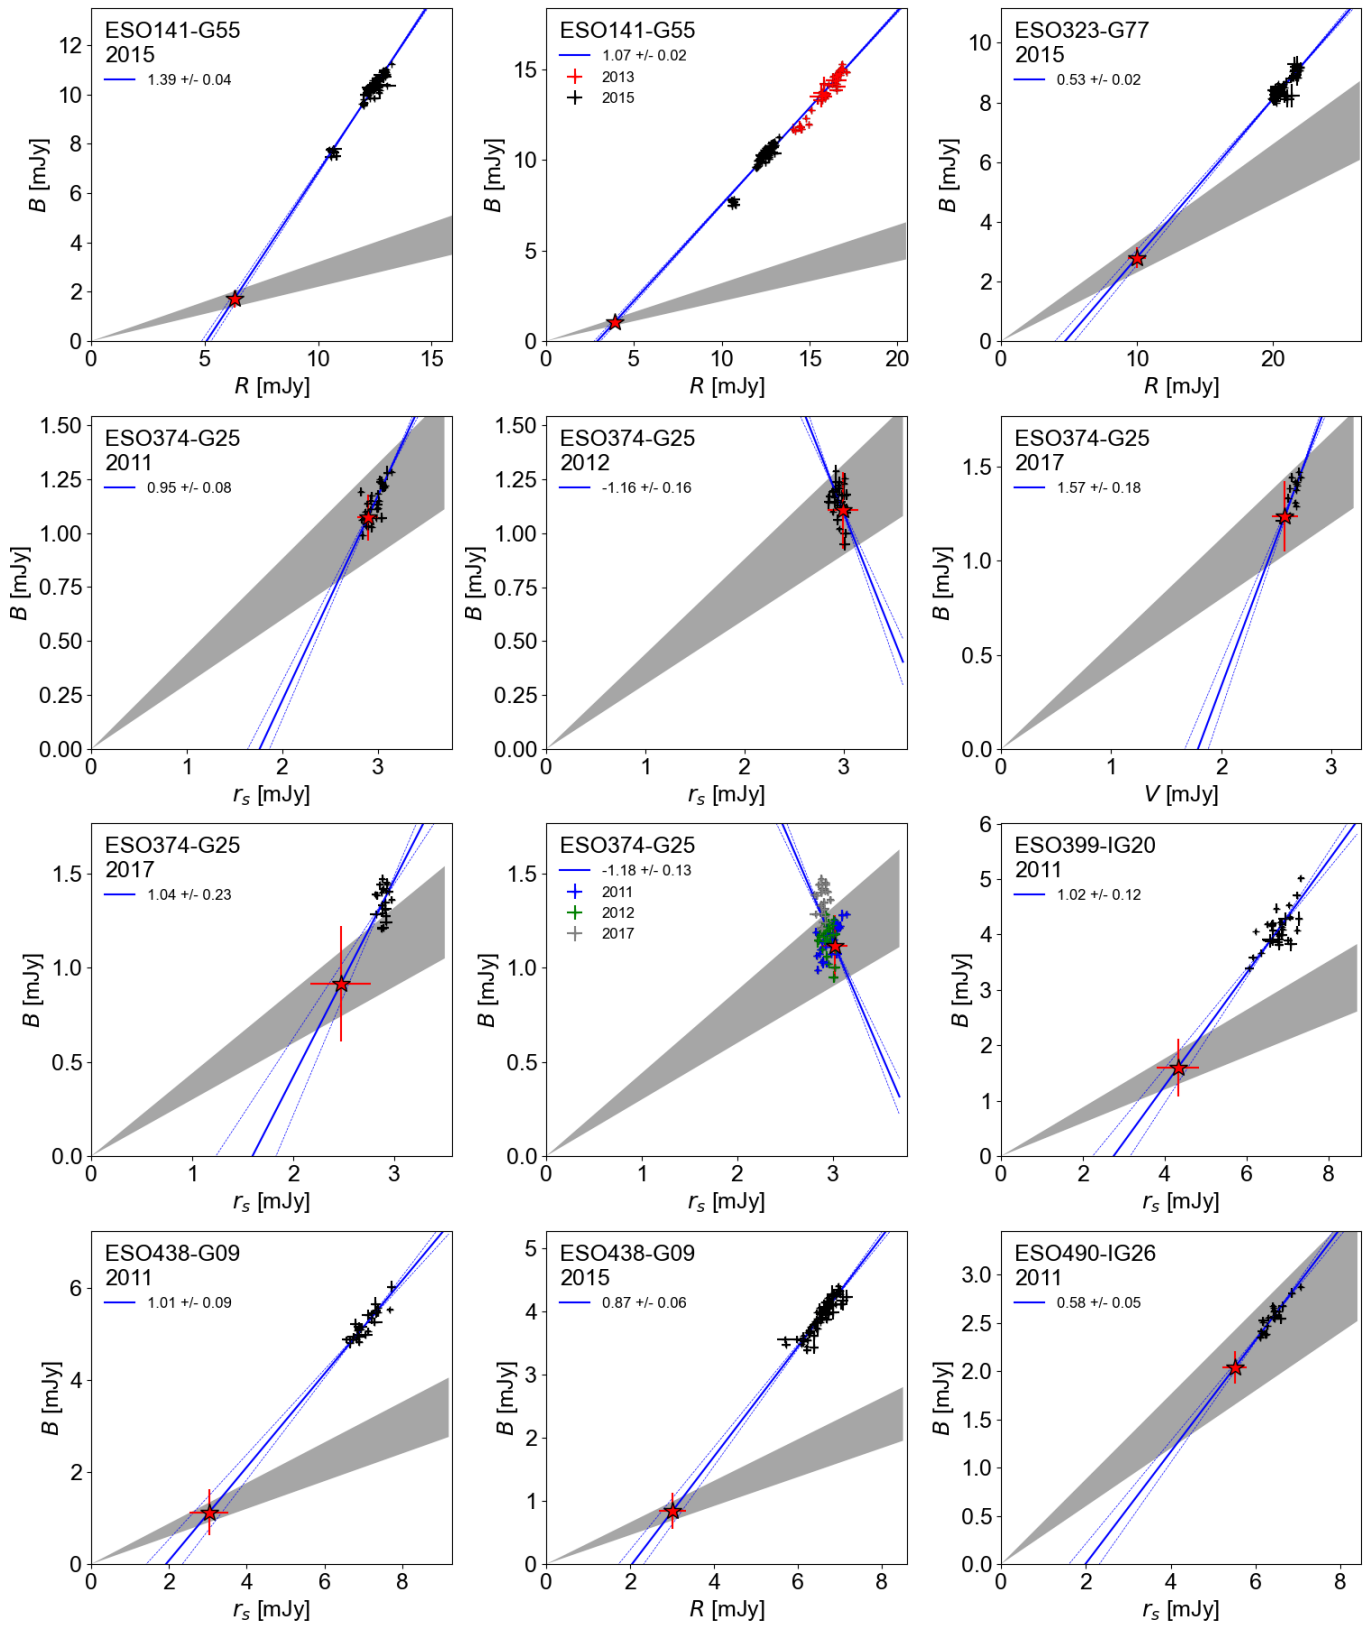 ESO141-G55
2015
1.39 +/- 0.04
B [mJy]
12
10
8
6
4
2
0
0 5 10 15
R [mJy]
ESO141-G55
1.07 +/- 0.02
2013
2015
B [mJy]
15
10
5
0
0 5 10 15 20
R [mJy]
ESO323-G77
2015
0.53 +/- 0.02
B [mJy]
10
8
6
4
2
0
0 10 20
R [mJy]
ESO374-G25
2011
0.95 +/- 0.08
B [mJy]
1.50
1.25
1.00
0.75
0.50
0.25
0.00
0 1 2 3
rs [mJy]
ESO374-G25
2012
-1.16 +/- 0.16
B [mJy]
1.50
1.25
1.00
0.75
0.50
0.25
0.00
0 1 2 3
rs [mJy]
ESO374-G25
2017
1.57 +/- 0.18
B [mJy]
1.5
1.0
0.5
0.0
0 1 2 3
V [mJy]
ESO374-G25
2017
1.04 +/- 0.23
B [mJy]
1.5
1.0
0.5
0.0
0 1 2 3
rs [mJy]
ESO374-G25
-1.18 +/- 0.13
2011
2012
2017
B [mJy]
1.5
1.0
0.5
0.0
0 1 2 3
rs [mJy]
ESO399-IG20
2011
1.02 +/- 0.12
B [mJy]
6
5
4
3
2
1
0
0 2 4 6 8
rs [mJy]
ESO438-G09
2011
1.01 +/- 0.09
B [mJy]
6
4
2
0
0 2 4 6 8
rs [mJy]
ESO438-G09
2015
0.87 +/- 0.06
B [mJy]
5
4
3
2
1
0
0 2 4 6 8
R [mJy]
ESO490-IG26
2011
0.58 +/- 0.05
B [mJy]
3.0
2.5
2.0
1.5
1.0
0.5
0.0
0 2 4 6 8
rs [mJy]